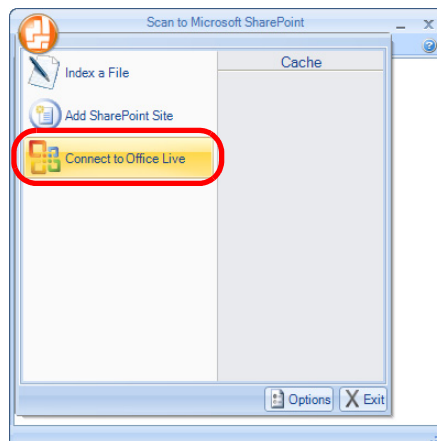 Scan to Microsoft SharePoint
Cache
Index a File
Add SharePoint Site
Connect to Office Live
Options
Exit